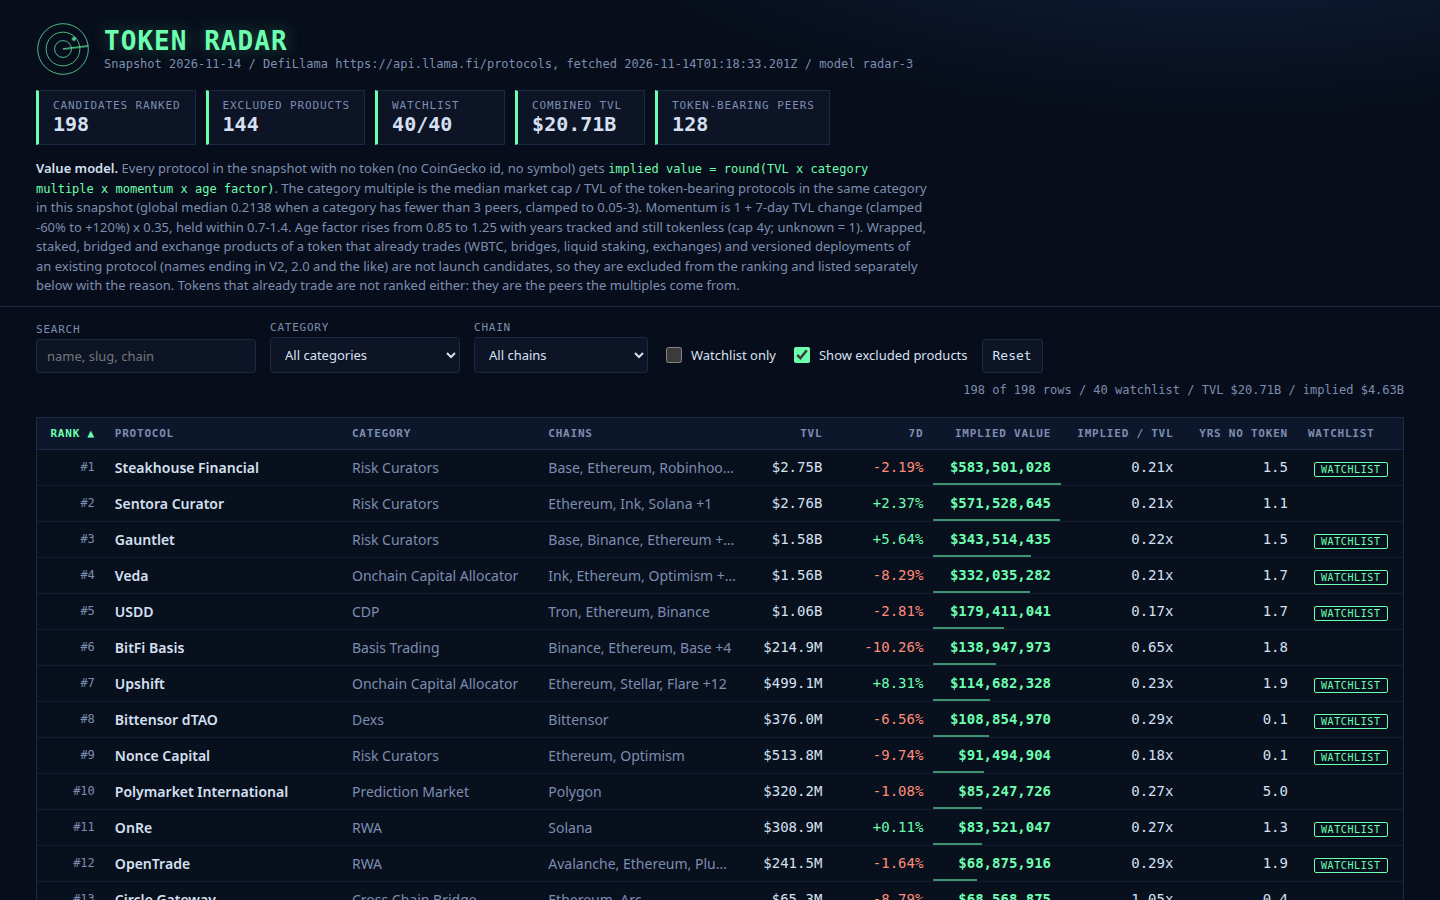 TOKEN RADAR
Snapshot 2026-11-14 / DefiLlama https://api.llama.fi/protocols, fetched 2026-11-14T01:18:33.201Z / model radar-3
CANDIDATES RANKED
198
EXCLUDED PRODUCTS
144
WATCHLIST
40/40
COMBINED TVL
$20.71B
TOKEN-BEARING PEERS
128
Value model. Every protocol in the snapshot with no token (no CoinGecko id, no symbol) gets implied value = round(TVL x category
multiple x momentum x age factor). The category multiple is the median market cap / TVL of the token-bearing protocols in the same category
in this snapshot (global median 0.2138 when a category has fewer than 3 peers, clamped to 0.05-3). Momentum is 1 + 7-day TVL change (clamped
-60% to +120%) x 0.35, held within 0.7-1.4. Age factor rises from 0.85 to 1.25 with years tracked and still tokenless (cap 4y; unknown = 1). Wrapped,
staked, bridged and exchange products of a token that already trades (WBTC, bridges, liquid staking, exchanges) and versioned deployments of
an existing protocol (names ending in V2, 2.0 and the like) are not launch candidates, so they are excluded from the ranking and listed separately
below with the reason. Tokens that already trade are not ranked either: they are the peers the multiples come from.
SEARCH
name, slug, chain
CATEGORY
All categories
CHAIN
All chains
Watchlist only
Show excluded products
Reset
198 of 198 rows / 40 watchlist / TVL $20.71B / implied $4.63B
RANK ▲ PROTOCOL CATEGORY CHAINS TVL 7D IMPLIED VALUE IMPLIED / TVL YRS NO TOKEN WATCHLIST
#1 Steakhouse Financial Risk Curators Base, Ethereum, Robinhoo... $2.75B -2.19% $583,501,028 0.21x 1.5 WATCHLIST
#2 Sentora Curator Risk Curators Ethereum, Ink, Solana +1 $2.76B +2.37% $571,528,645 0.21x 1.1
#3 Gauntlet Risk Curators Base, Binance, Ethereum +... $1.58B +5.64% $343,514,435 0.22x 1.5 WATCHLIST
#4 Veda Onchain Capital Allocator Ink, Ethereum, Optimism +... $1.56B -8.29% $332,035,282 0.21x 1.7 WATCHLIST
#5 USDD CDP Tron, Ethereum, Binance $1.06B -2.81% $179,411,041 0.17x 1.7 WATCHLIST
#6 BitFi Basis Basis Trading Binance, Ethereum, Base +4 $214.9M -10.26% $138,947,973 0.65x 1.8
#7 Upshift Onchain Capital Allocator Ethereum, Stellar, Flare +12 $499.1M +8.31% $114,682,328 0.23x 1.9 WATCHLIST
#8 Bittensor dTAO Dexs Bittensor $376.0M -6.56% $108,854,970 0.29x 0.1 WATCHLIST
#9 Nonce Capital Risk Curators Ethereum, Optimism $513.8M -9.74% $91,494,904 0.18x 0.1 WATCHLIST
#10 Polymarket International Prediction Market Polygon $320.2M -1.08% $85,247,726 0.27x 5.0
#11 OnRe RWA Solana $308.9M +0.11% $83,521,047 0.27x 1.3 WATCHLIST
#12 OpenTrade RWA Avalanche, Ethereum, Plu... $241.5M -1.64% $68,875,916 0.29x 1.9 WATCHLIST
#13 Circle Gateway Cross Chain Bridge Ethereum, Arc $65.3M -8.79% $68,568,875 1.05x 0.4